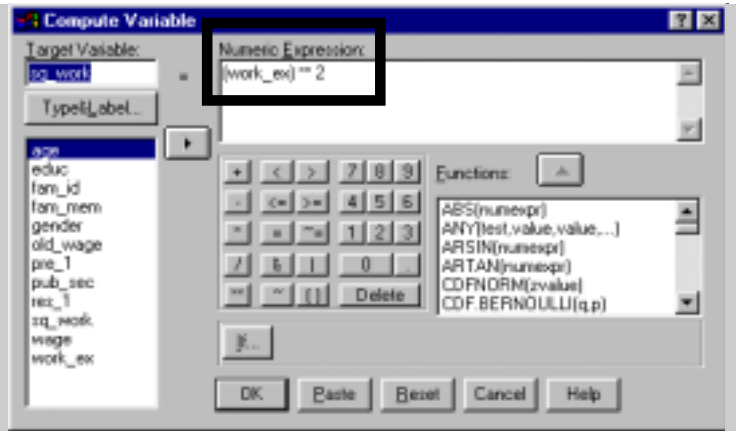 Compute Variable
Target Variable:
sq_work
=
Numeric Expression:
(work_ex) ** 2
Type&Label...
age
educ
fam_id
fam_mem
gender
old_wage
pre_1
pub_sec
res_1
sq_work
wage
work_ex
+ < > 7 8 9
- <= >= 4 5 6
* = ~= 1 2 3
/ & | 0 .
** ~ () Delete
Functions:
ABS(numexpr)
ANY(test,value,value,...)
ARSIN(numexpr)
ARTAN(numexpr)
CDFNORM(zvalue)
CDF.BERNOULLI(q,p)
If...
OK Paste Reset Cancel Help